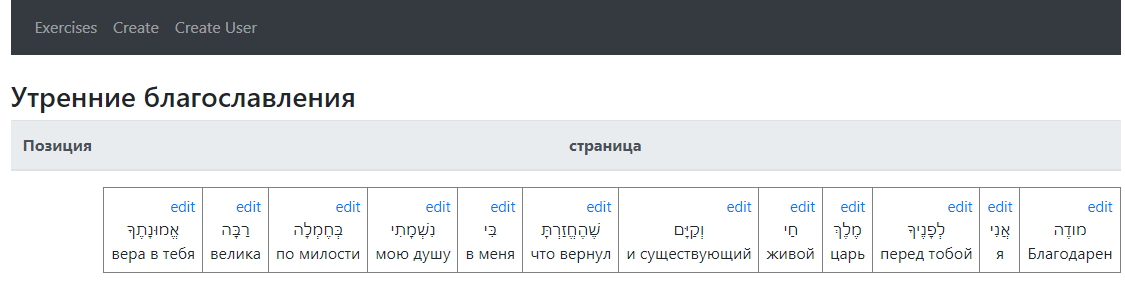 Exercises Create Create User
Утренние благославления
Позиция страница
edit edit edit edit edit edit edit edit edit edit edit edit
מודֶה אֲנִי לְפָנֶיךָ מֶלֶךְ חַי וְקַיָּם שֶׁהֶחֱזַרְתָּ בִּי נִשְׁמָתִי בְּחֶמְלָה רַבָּה אֱמוּנָתֶךָ
Благодарен я перед тобой царь живой и существующий что вернул в меня мою душу по милости велика вера в тебя